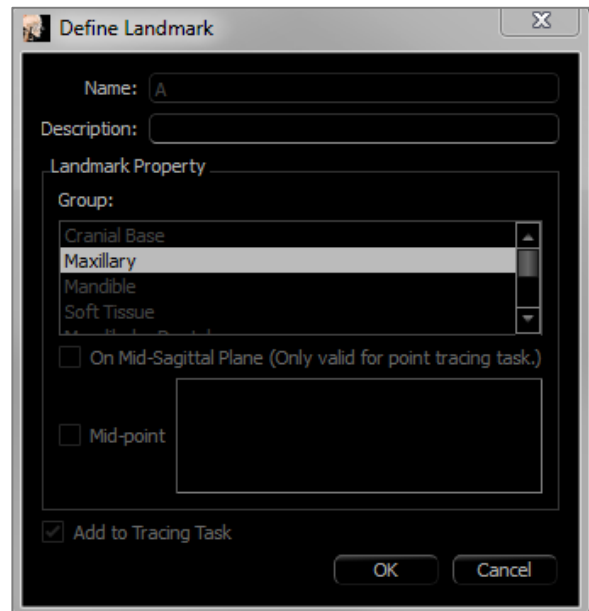 Define Landmark
Name: A
Description:
Landmark Property
Group:
Cranial Base
Maxillary
Mandible
Soft Tissue
On Mid-Sagittal Plane (Only valid for point tracing task.)
Mid-point
Add to Tracing Task
OK Cancel